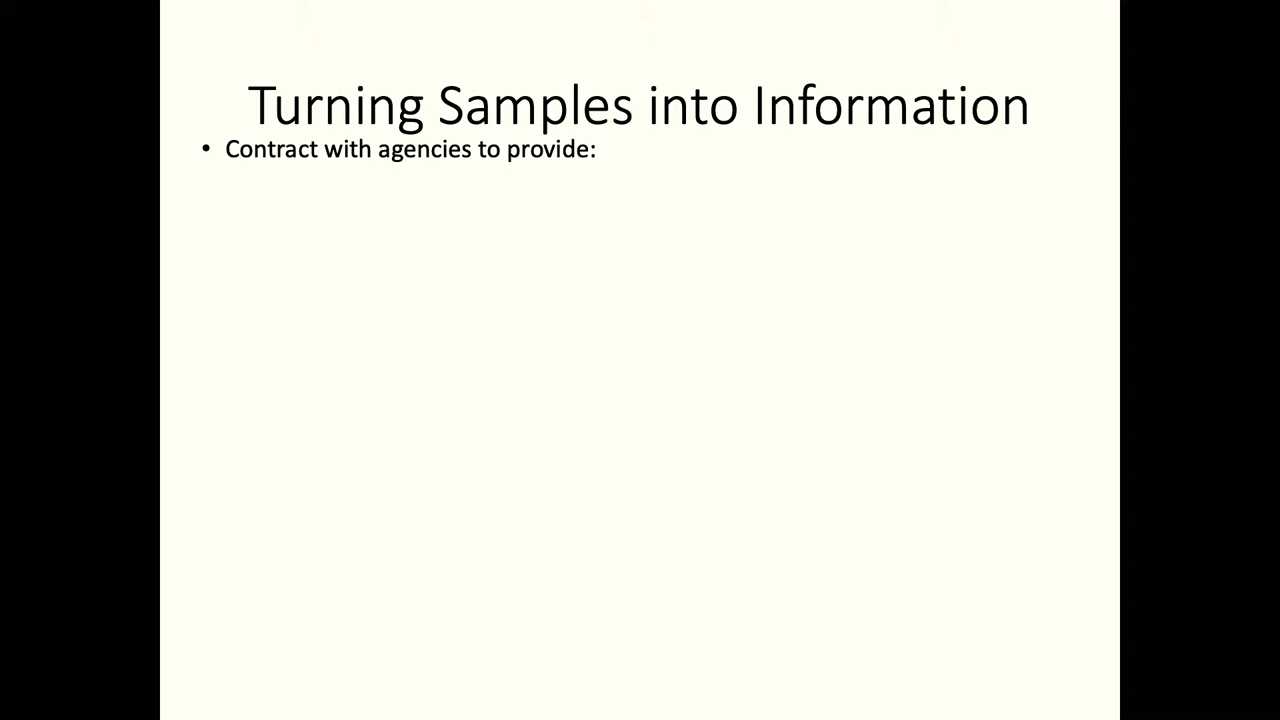 Turning Samples into Information
• Contract with agencies to provide: